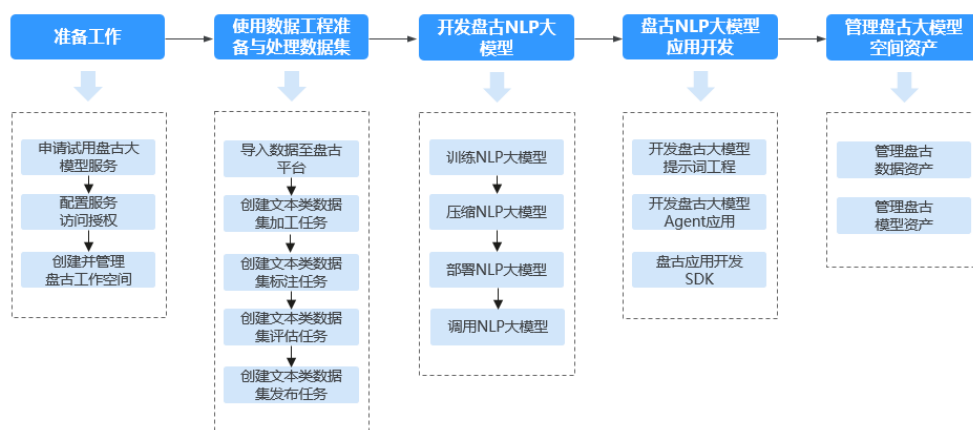 准备工作
使用数据工程准
备与处理数据集
开发盘古NLP大
模型
盘古NLP大模型
应用开发
管理盘古大模型
空间资产
申请试用盘古大
模型服务
配置服务
访问授权
创建并管理
盘古工作空间
导入数据至盘古
平台
创建文本类数据
集加工任务
创建文本类数据
集标注任务
创建文本类数据
集评估任务
创建文本类数据
集发布任务
训练NLP大模型
压缩NLP大模型
部署NLP大模型
调用NLP大模型
开发盘古大模型
提示词工程
开发盘古大模型
Agent应用
盘古应用开发
SDK
管理盘古
数据资产
管理盘古
模型资产